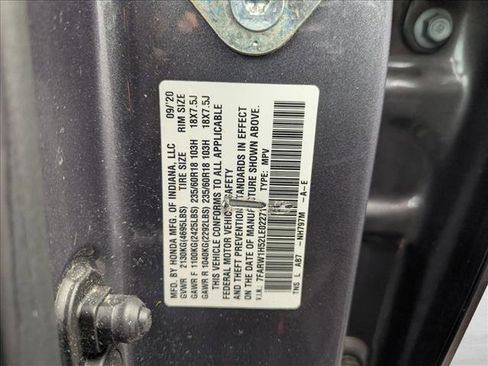 MFD. BY HONDA MFG. OF INDIANA, LLC 09/'20
GVWR 2130KG(4695LBS) TIRE SIZE RIM SIZE
GAWR F 1100KG(2425LBS) 235/60R18 103H 18X7.5J
GAWR R 1040KG(2292LBS) 235/60R18 103H 18X7.5J
THIS VEHICLE CONFORMS TO ALL APPLICABLE
FEDERAL MOTOR VEHICLE SAFETY
AND THEFT PREVENTION STANDARDS IN EFFECT
ON THE DATE OF MANUFACTURE SHOWN ABOVE.
V.I.N.: TYPE: MPV
TNS L A87 NH797M -A-E